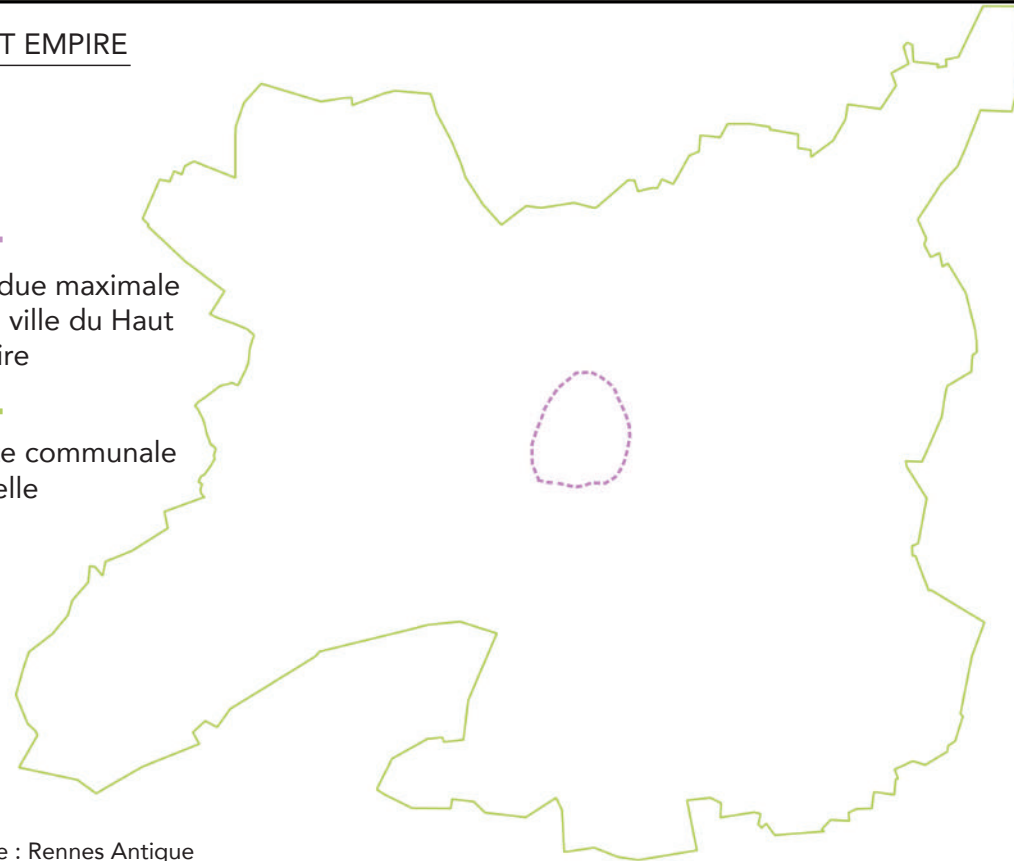 T EMPIRE
due maximale
ville du Haut
ire
e communale
elle
e : Rennes Antique